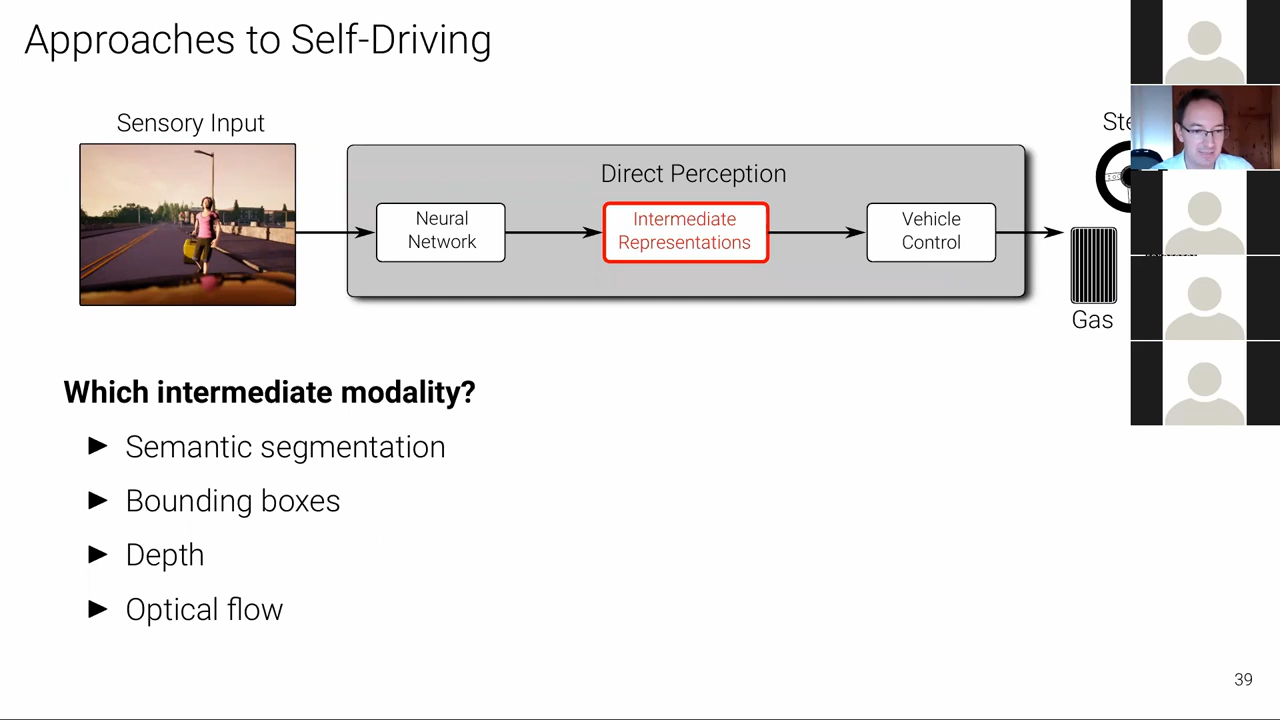 Approaches to Self-Driving
Sensory Input
Direct Perception
Neural
Network
Intermediate
Representations
Vehicle
Control
Gas
Which intermediate modality?
Semantic segmentation
Bounding boxes
Depth
Optical flow
39